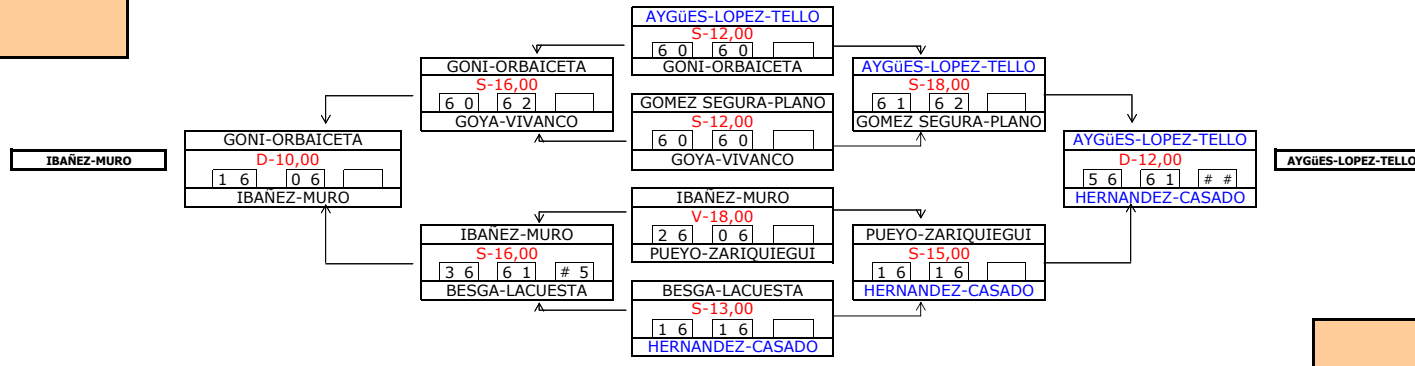 AYGüES-LOPEZ-TELLO
S-12,00
6 0 6 0
GONI-ORBAICETA
GONI-ORBAICETA
S-16,00
6 0 6 2
GOYA-VIVANCO
AYGüES-LOPEZ-TELLO
S-18,00
6 1 6 2
GOMEZ SEGURA-PLANO
GOMEZ SEGURA-PLANO
S-12,00
6 0 6 0
GOYA-VIVANCO
IBAÑEZ-MURO
GONI-ORBAICETA
D-10,00
1 6 0 6
IBAÑEZ-MURO
AYGüES-LOPEZ-TELLO
D-12,00
5 6 6 1 # #
HERNANDEZ-CASADO
AYGüES-LOPEZ-TELLO
IBAÑEZ-MURO
V-18,00
2 6 0 6
PUEYO-ZARIQUIEGUI
IBAÑEZ-MURO
S-16,00
3 6 6 1 # 5
BESGA-LACUESTA
PUEYO-ZARIQUIEGUI
S-15,00
1 6 1 6
HERNANDEZ-CASADO
BESGA-LACUESTA
S-13,00
1 6 1 6
HERNANDEZ-CASADO